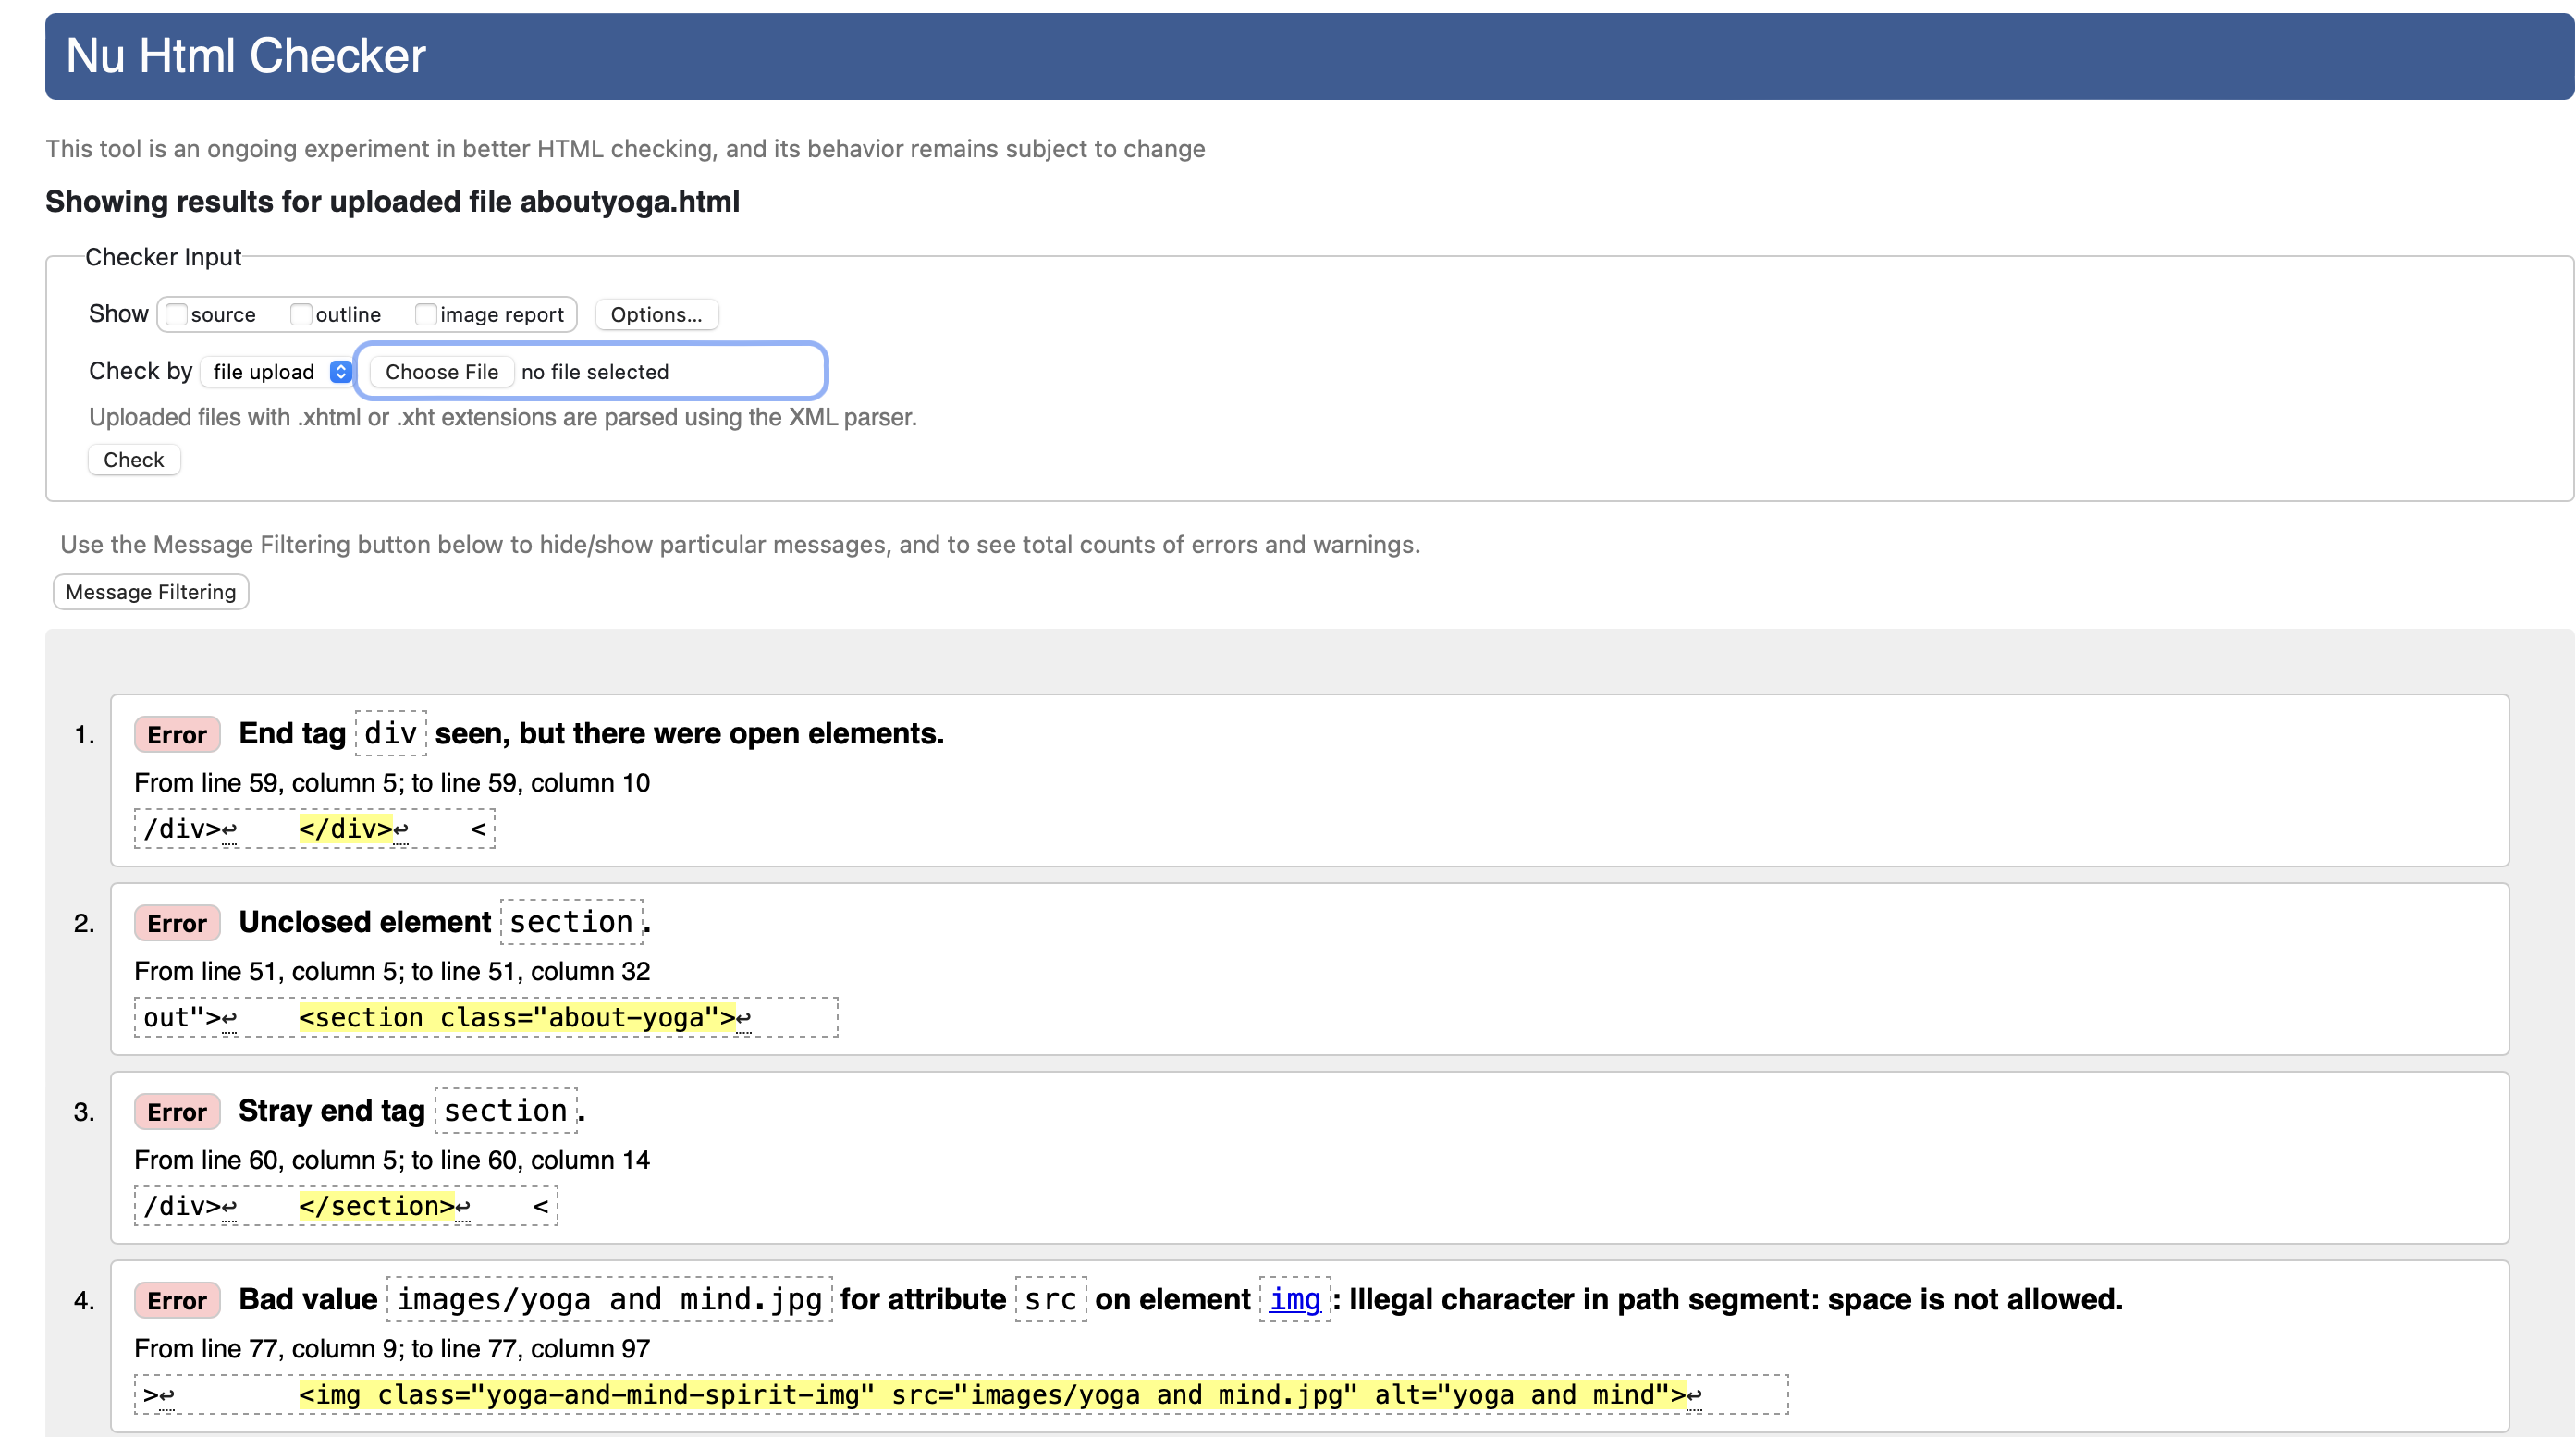 Nu Html Checker
This tool is an ongoing experiment in better HTML checking, and its behavior remains subject to change
Showing results for uploaded file aboutyoga.html
Checker Input
Show source outline image report Options...
Check by file upload Choose File no file selected
Uploaded files with .xhtml or .xht extensions are parsed using the XML parser.
Check
Use the Message Filtering button below to hide/show particular messages, and to see total counts of errors and warnings.
Message Filtering
1. Error End tag div seen, but there were open elements.
From line 59, column 5; to line 59, column 10
/div>↩ </div>↩ <
2. Error Unclosed element section.
From line 51, column 5; to line 51, column 32
out">↩ <section class="about-yoga">↩
3. Error Stray end tag section.
From line 60, column 5; to line 60, column 14
/div>↩ </section>↩ <
4. Error Bad value images/yoga and mind.jpg for attribute src on element img: Illegal character in path segment: space is not allowed.
From line 77, column 9; to line 77, column 97
>↩ <img class="yoga-and-mind-spirit-img" src="images/yoga and mind.jpg" alt="yoga and mind">↩